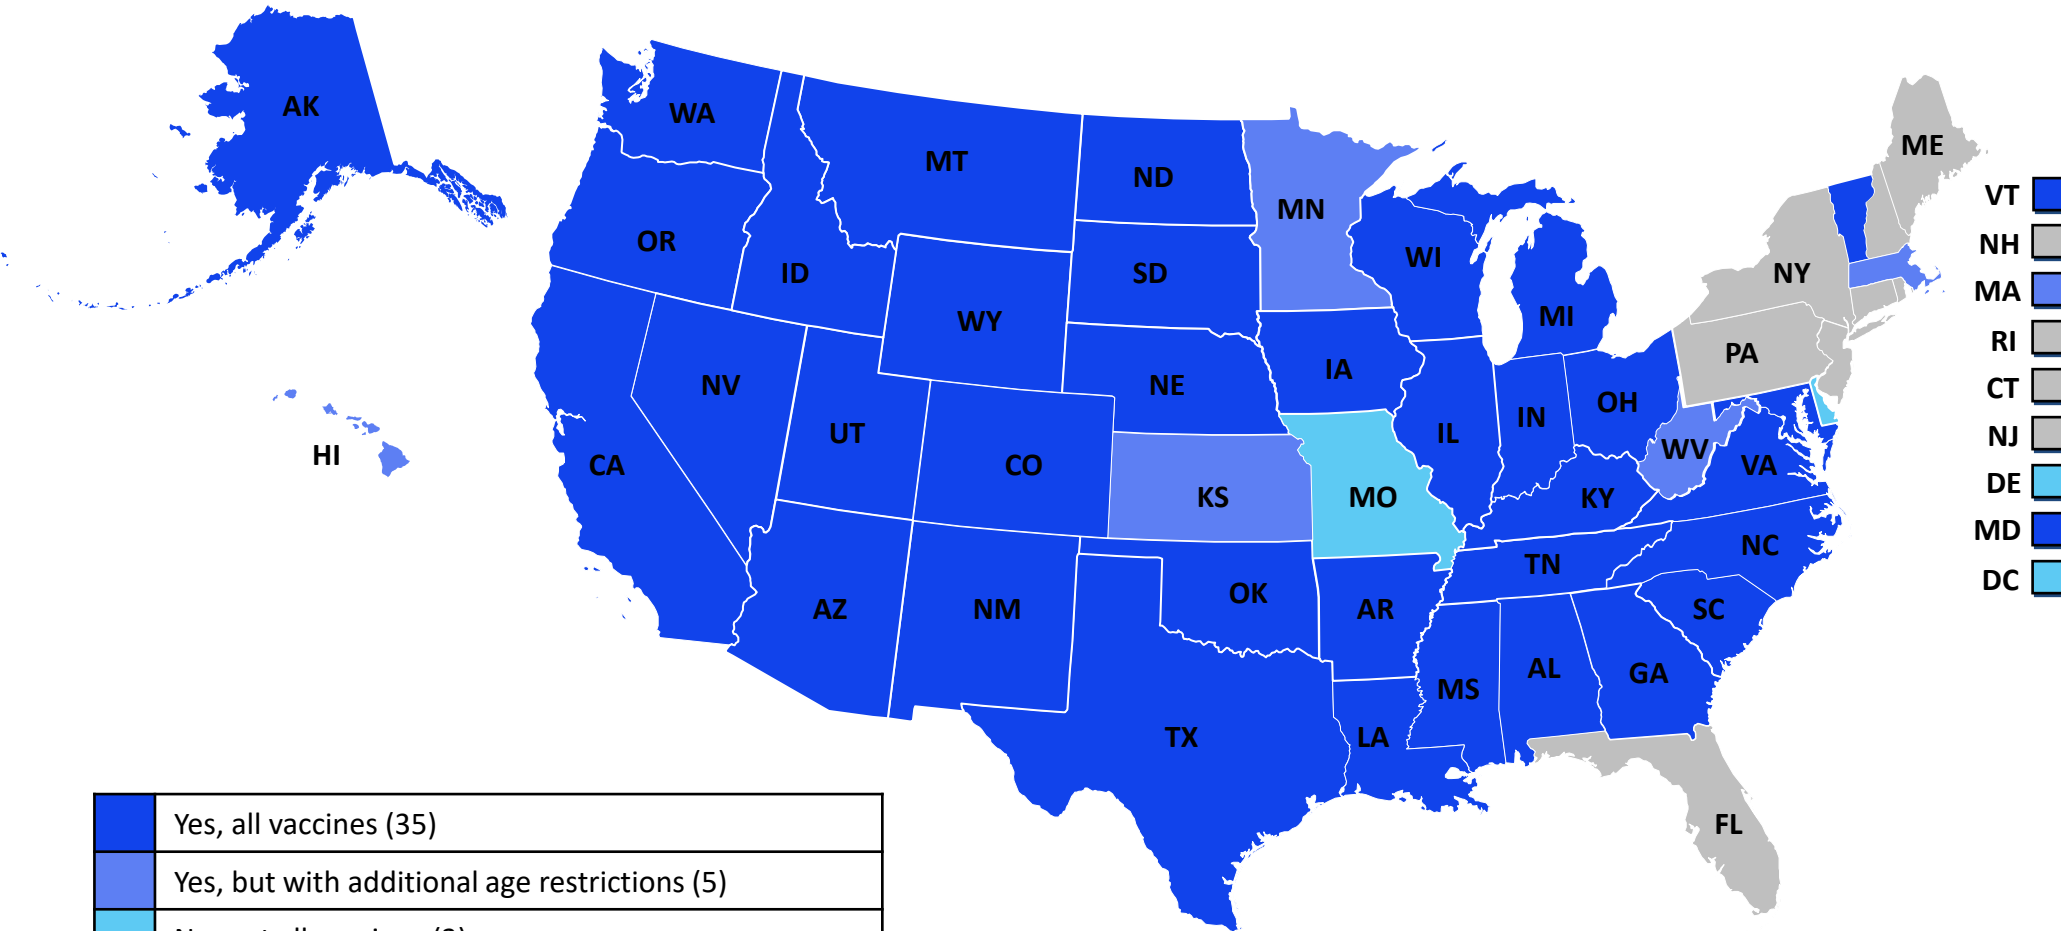 AK
WA
MT
ND
MN
ME
VT
OR
ID
SD
WI
NH
NY
MA
WY
MI
RI
PA
NV
NE
IA
CT
OH
IN
UT
IL
NJ
HI
CA
CO
WV
VA
KS
MO
KY
DE
MD
NC
TN
DC
AZ
NM
OK
AR
SC
MS
AL
GA
TX
LA
FL
Yes, all vaccines (35)
Yes, but with additional age restrictions (5)